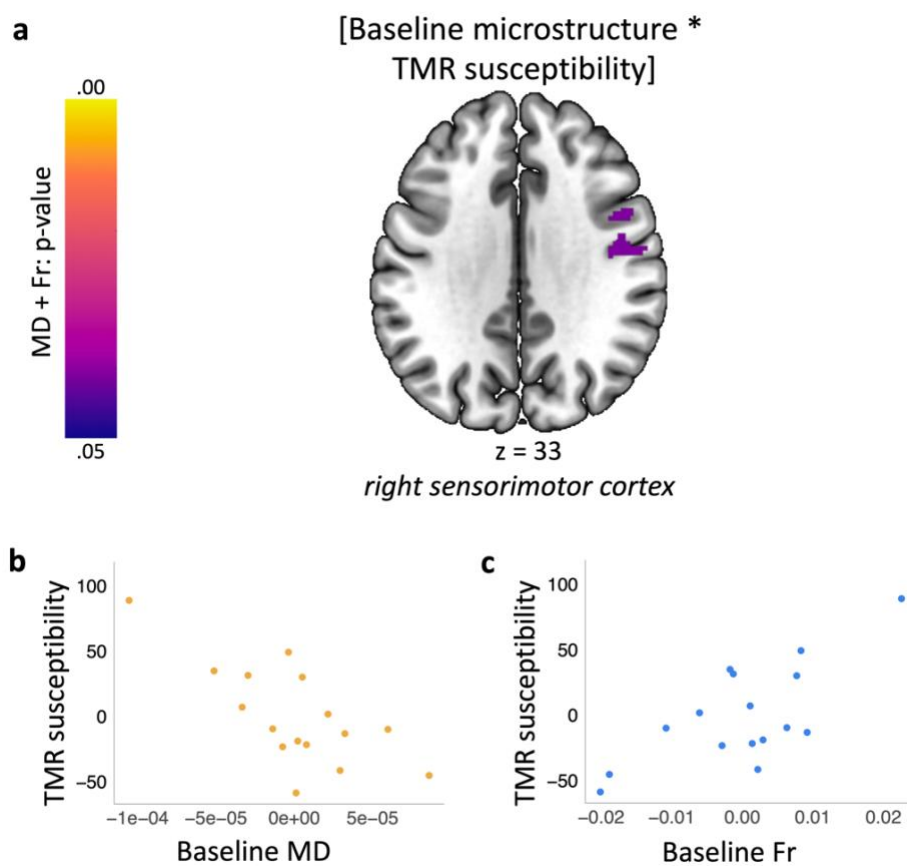 a
[Baseline microstructure *
TMR susceptibility]
.00
MD + Fr: p-value
.05
z = 33
right sensorimotor cortex
b
TMR susceptibility
100
50
0
−50
−1e−04 −5e−05 0e+00 5e−05
Baseline MD
c
TMR susceptibility
100
50
0
−50
−0.02 −0.01 0.00 0.01 0.02
Baseline Fr